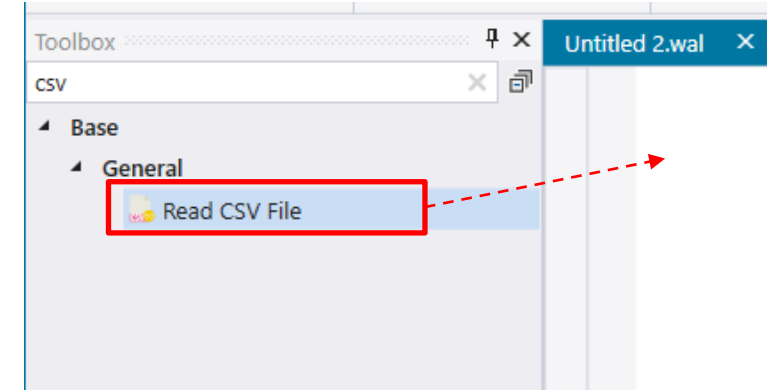 Toolbox
Untitled 2.wal
csv
Base
General
Read CSV File